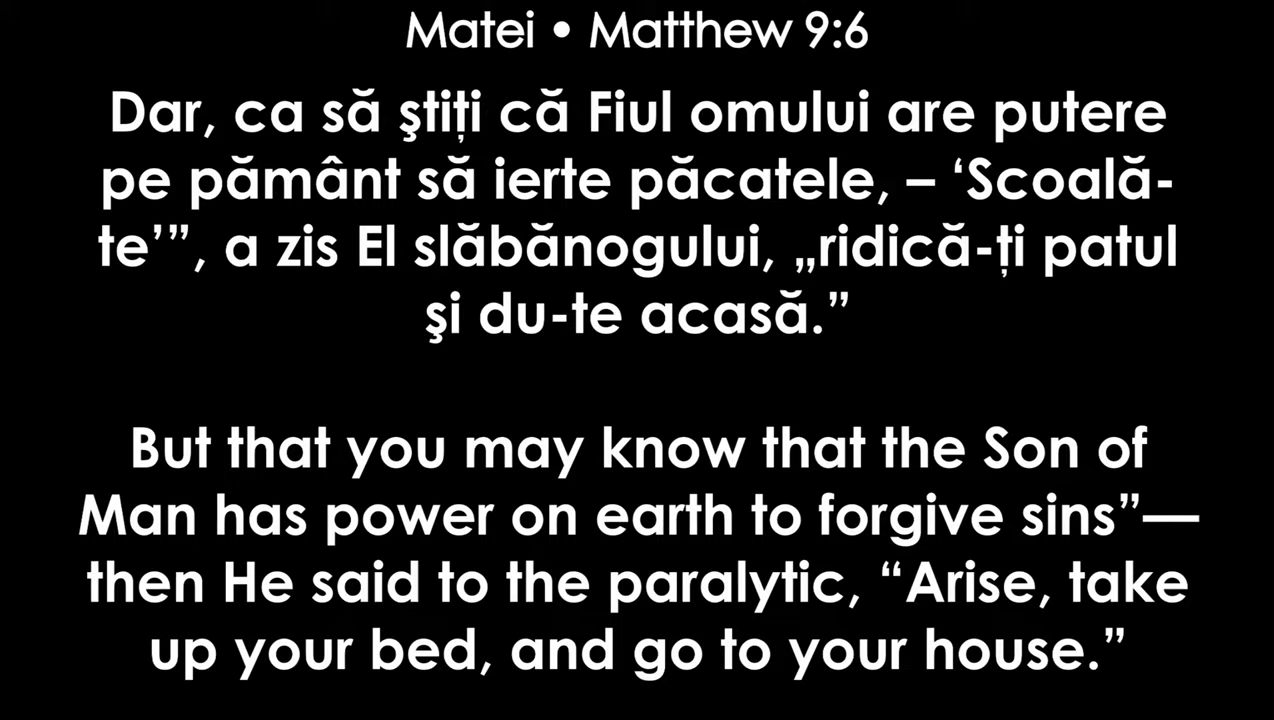 Matei • Matthew 9:6
Dar, ca să ştiţi că Fiul omului are putere
pe pământ să ierte păcatele, – ‘Scoală-
te’”, a zis El slăbănogului, „ridică-ţi patul
şi du-te acasă.”
But that you may know that the Son of
Man has power on earth to forgive sins”—
then He said to the paralytic, “Arise, take
up your bed, and go to your house.”